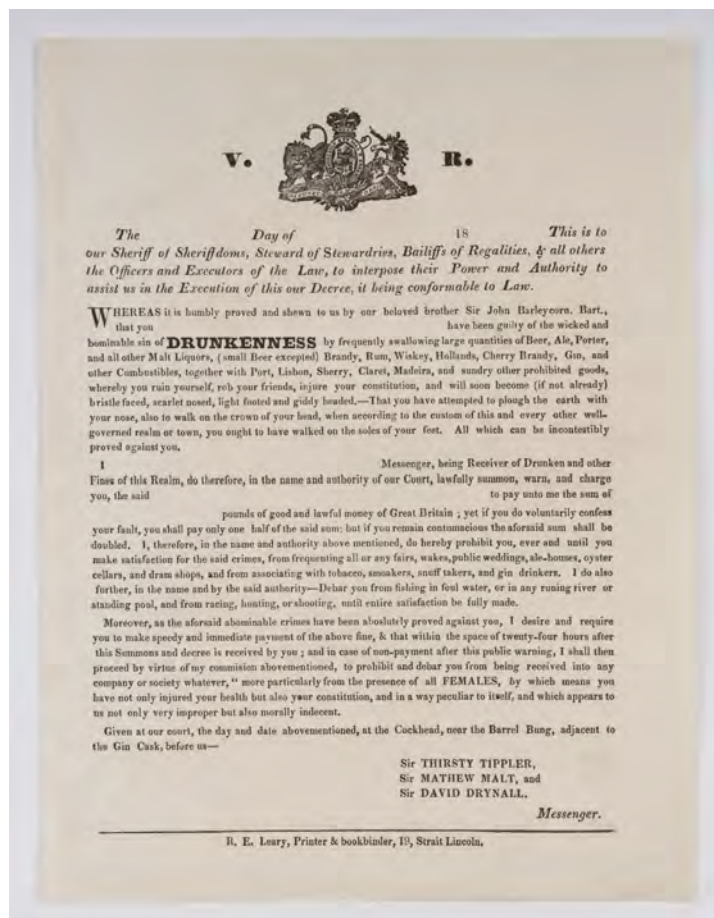 V. R.
The Day of 18 This is to
our Sheriff of Sheriffdoms, Steward of Stewardries, Bailiffs of Regalities, & all others
the Officers and Executors of the Law, to interpose their Power and Authority to
assist us in the Execution of this our Decree, it being conformable to Law.
WHEREAS it is humbly proved and shewn to us by our beloved brother Sir John Barleycorn, Bart.,
that you have been guilty of the wicked and
bominable sin of DRUNKENNESS by frequently swallowing large quantities of Beer, Ale, Porter,
and all other Malt Liquors, (small Beer excepted) Brandy, Rum, Wiskey, Hollands, Cherry Brandy, Gin, and
other Combustibles, together with Port, Lisbon, Sherry, Claret, Madeira, and sundry other prohibited goods,
whereby you ruin yourself, rob your friends, injure your constitution, and will soon become (if not already)
bristle faced, scarlet nosed, light footed and giddy headed.—That you have attempted to plough the earth with
your nose, also to walk on the crown of your head, when according to the custom of this and every other well-
governed realm or town, you ought to have walked on the soles of your feet. All which can be incontestibly
proved against you.
I Messenger, being Receiver of Drunken and other
Fines of this Realm, do therefore, in the name and authority of our Court, lawfully summon, warn, and charge
you, the said to pay unto me the sum of
pounds of good and lawful money of Great Britain ; yet if you do voluntarily confess
your fault, you shall pay only one half of the said sum; but if you remain contumacious the aforsaid sum shall be
doubled. I, therefore, in the name and authority above mentioned, do hereby prohibit you, ever and until you
make satisfaction for the said crimes, from frequenting all or any fairs, wakes, public weddings, ale-houses, oyster
cellars, and dram shops, and from associating with tobacco, smoakers, snuff takers, and gin drinkers. I do also
further, in the name and by the said authority—Debar you from fishing in foul water, or in any runing river or
standing pool, and from racing, hunting, or shooting, until entire satisfaction be fully made.
Moreover, as the aforsaid abominable crimes have been aboslutely proved against you, I desire and require
you to make speedy and immediate payment of the above fine, & that within the space of twenty-four hours after
this Summons and decree is received by you ; and in case of non-payment after this public warning, I shall then
proceed by virtue of my commision abovementioned, to prohibit and debar you from being received into any
company or society whatever, " more particularly from the presence of all FEMALES, by which means you
have not only injured your health but also your constitution, and in a way peculiar to itself, and which appears to
us not only very improper but also morally indecent.
Given at our court, the day and date abovementioned, at the Cockhead, near the Barrel Bung, adjacent to
the Gin Cask, before us—
Sir THIRSTY TIPPLER,
Sir MATHEW MALT, and
Sir DAVID DRYNALL.
Messenger.
R. E. Leary, Printer & bookbinder, 19, Strait Lincoln.